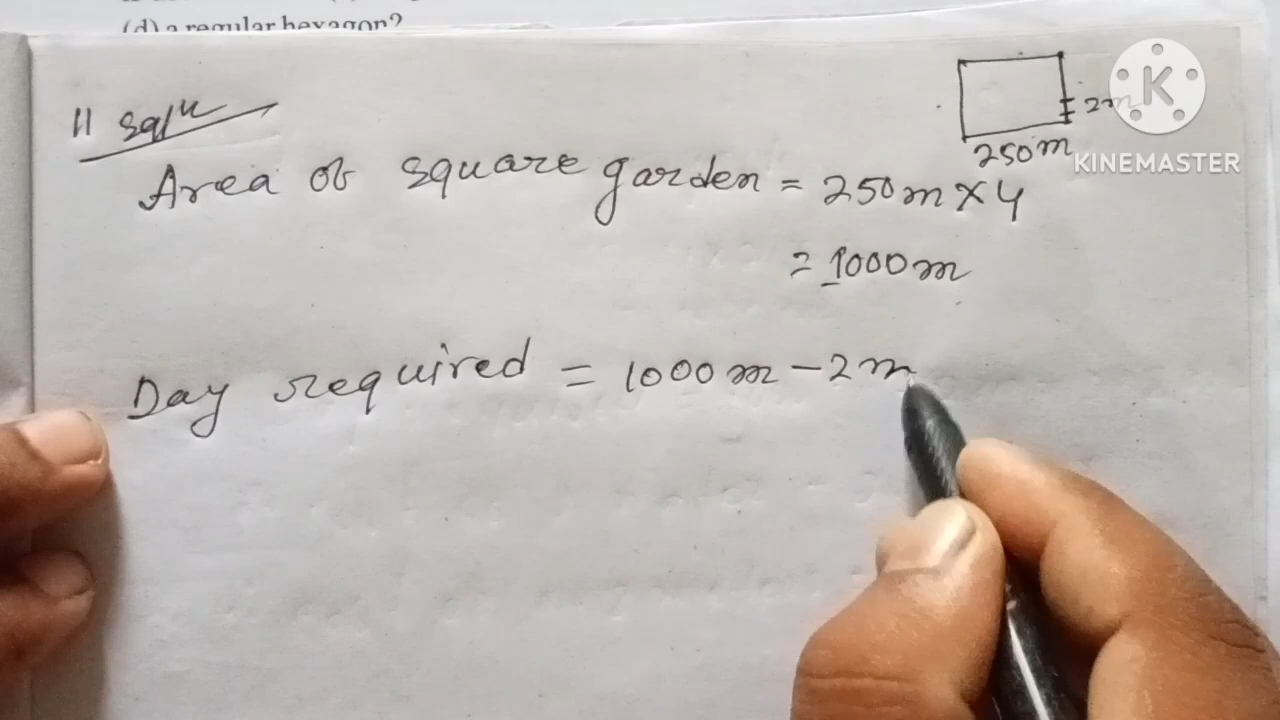 (d) a regular hexagon?
11 sol^n
2m
250m
KINEMASTER
Area of square garden = 250m × 4
= 1000m
Day required = 1000m - 2m